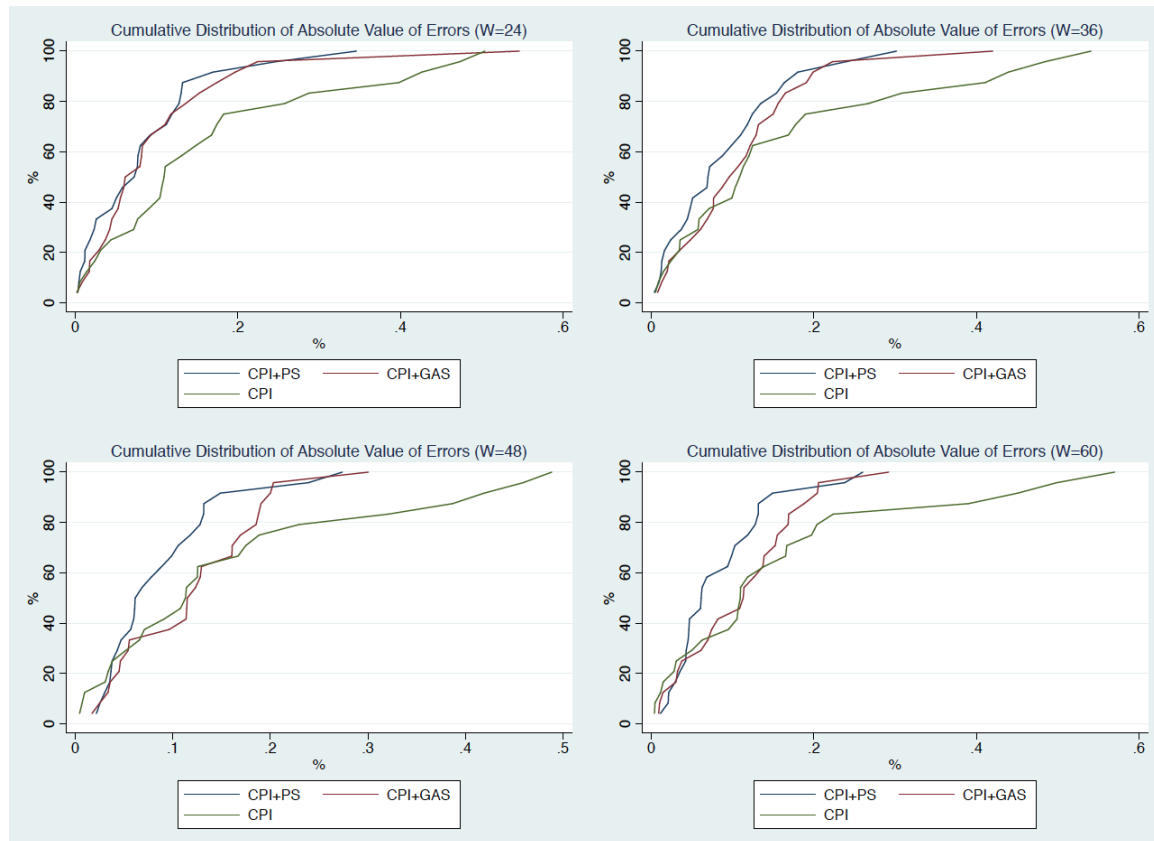 Cumulative Distribution of Absolute Value of Errors (W=24)
100
80
60
%
40
20
0
0 .2 .4 .6
%
CPI+PS CPI+GAS
CPI
Cumulative Distribution of Absolute Value of Errors (W=36)
100
80
60
%
40
20
0
0 .2 .4 .6
%
CPI+PS CPI+GAS
CPI
Cumulative Distribution of Absolute Value of Errors (W=48)
100
80
60
%
40
20
0
0 .1 .2 .3 .4 .5
%
CPI+PS CPI+GAS
CPI
Cumulative Distribution of Absolute Value of Errors (W=60)
100
80
60
%
40
20
0
0 .2 .4 .6
%
CPI+PS CPI+GAS
CPI